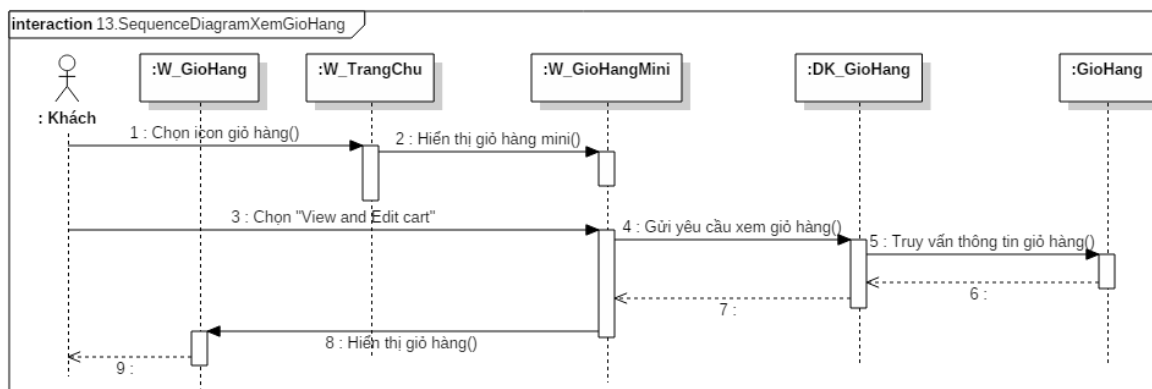 interaction 13.SequenceDiagramXemGioHang
:W_GioHang
:W_TrangChu
:W_GioHangMini
:DK_GioHang
:GioHang
: Khách
1 : Chọn icon giỏ hàng()
2 : Hiển thị giỏ hàng mini()
3 : Chọn "View and Edit cart"
4 : Gửi yêu cầu xem giỏ hàng()
5 : Truy vấn thông tin giỏ hàng()
6 :
7 :
8 : Hiển thị giỏ hàng()
9 :